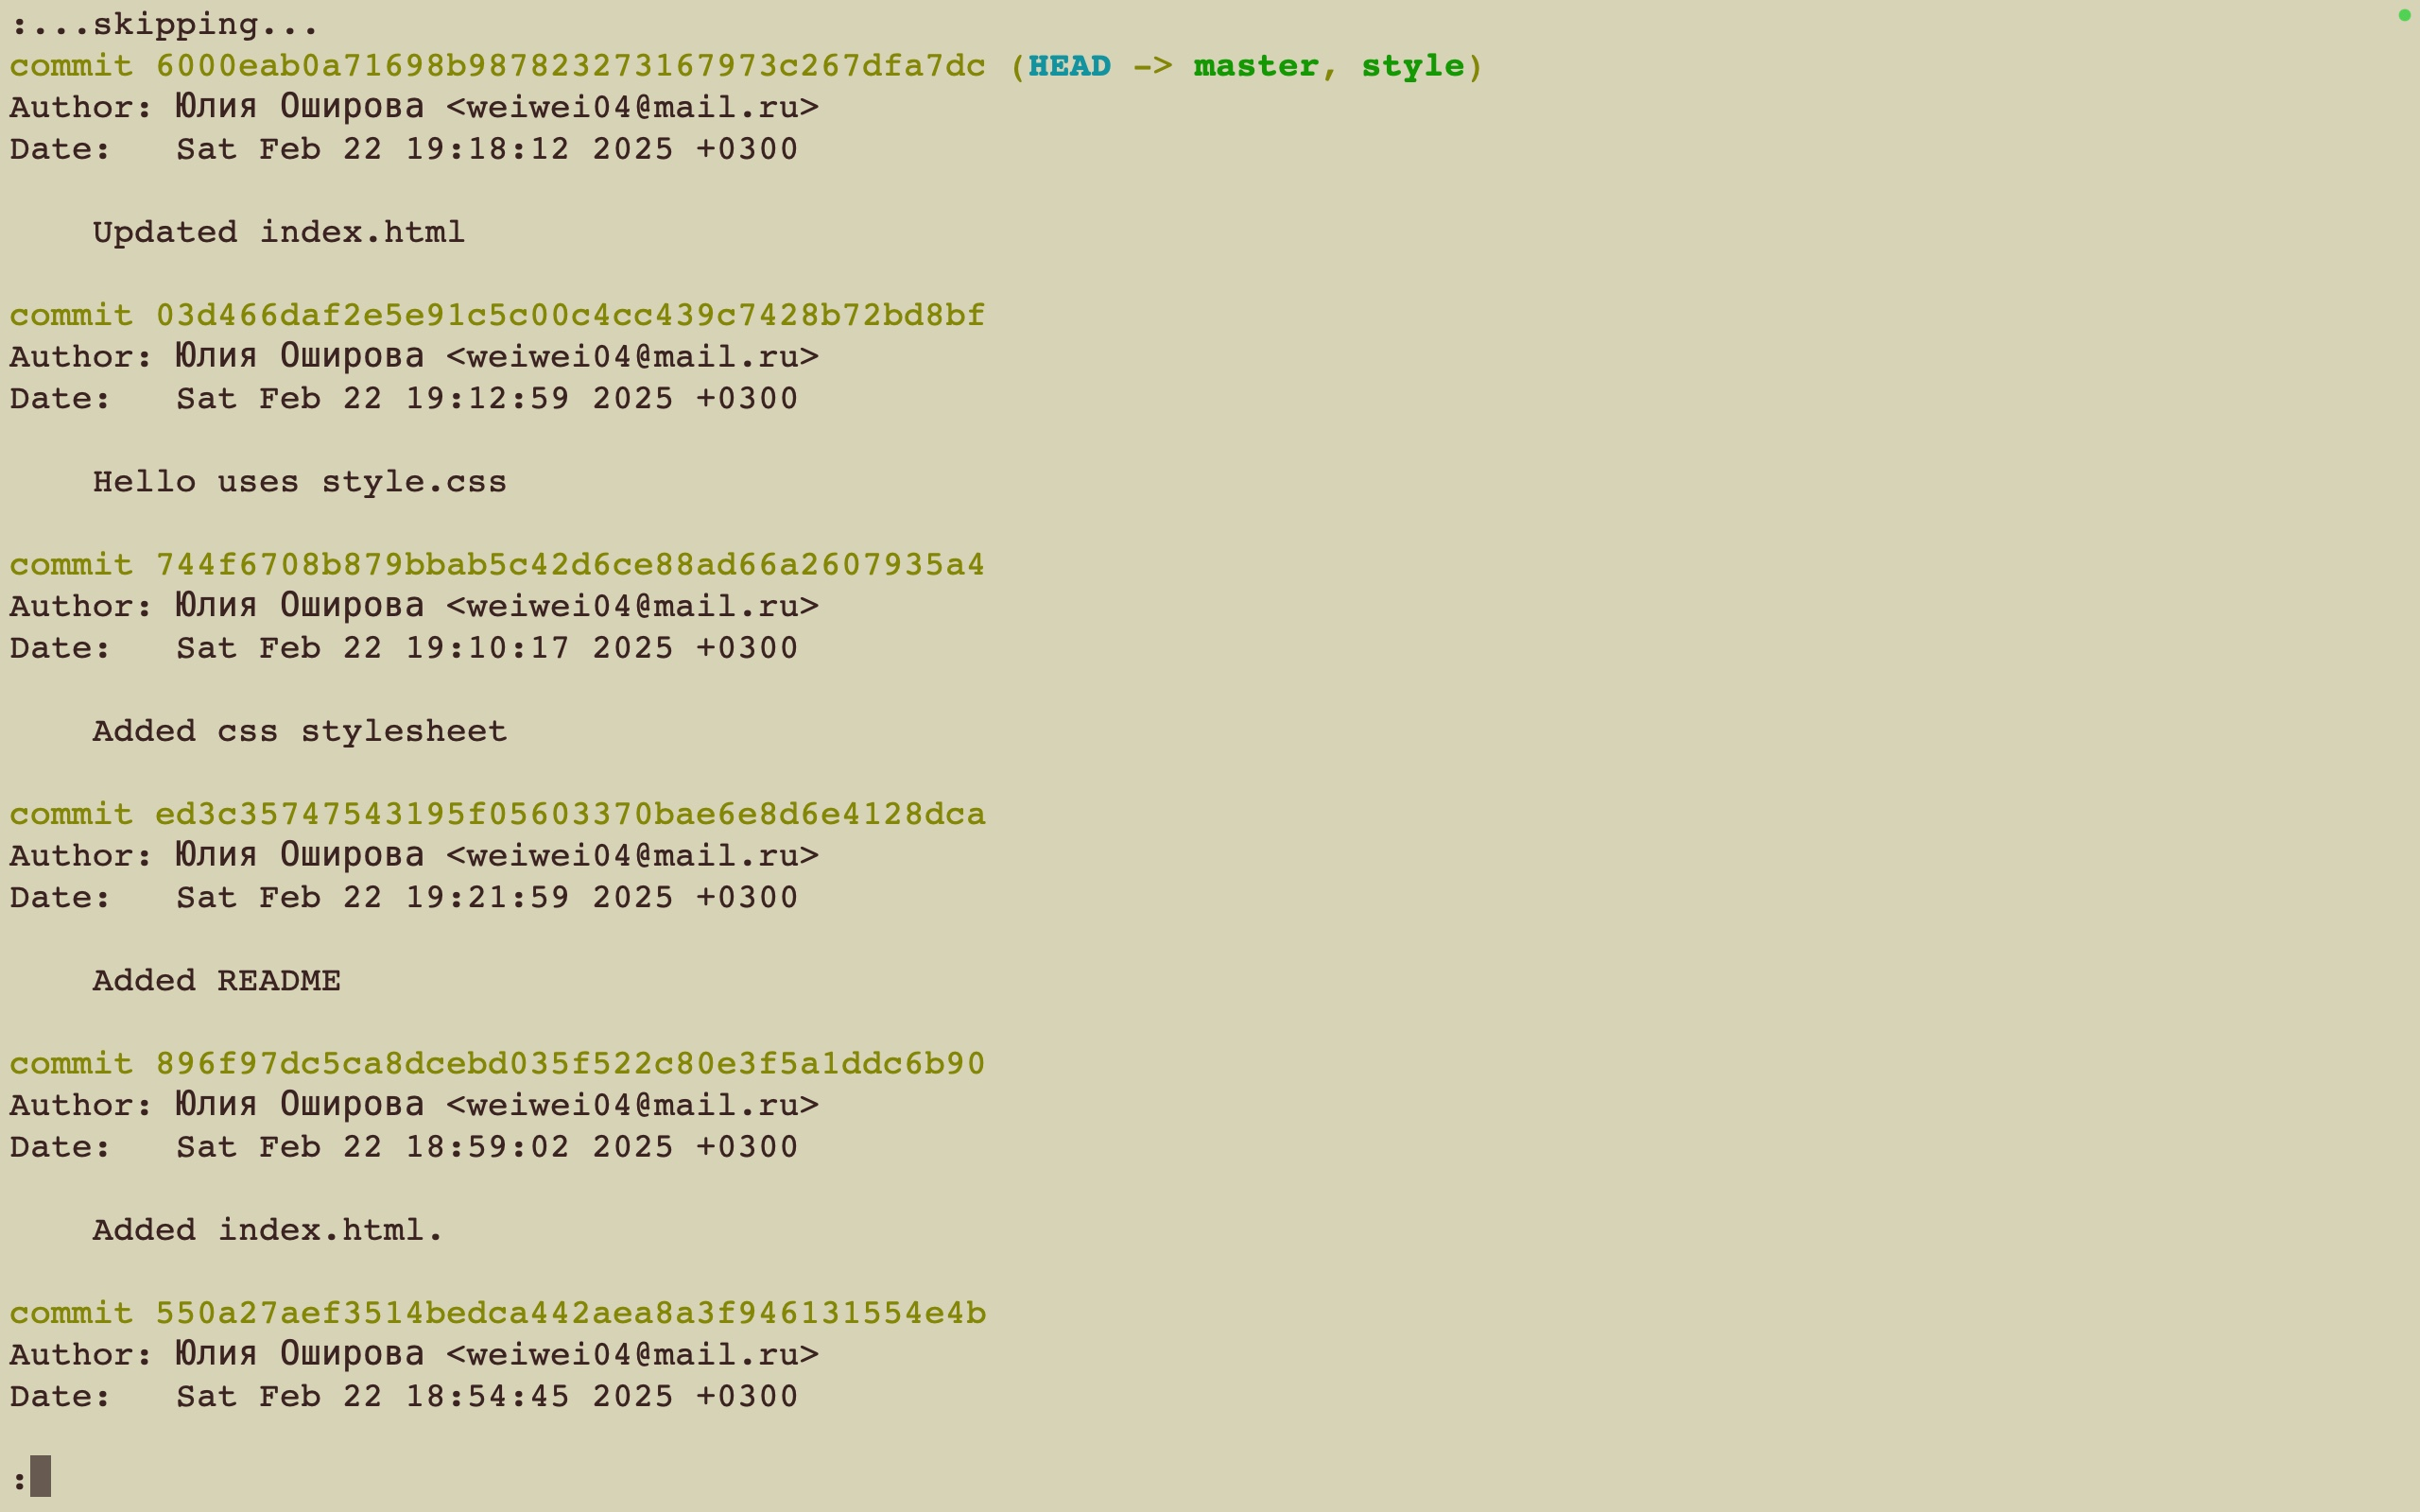 :...skipping...
commit 6000eab0a71698b987823273167973c267dfa7dc (HEAD -> master, style)
Author: Юлия Оширова <weiwei04@mail.ru>
Date:   Sat Feb 22 19:18:12 2025 +0300
    Updated index.html
commit 03d466daf2e5e91c5c00c4cc439c7428b72bd8bf
Author: Юлия Оширова <weiwei04@mail.ru>
Date:   Sat Feb 22 19:12:59 2025 +0300
    Hello uses style.css
commit 744f6708b879bbab5c42d6ce88ad66a2607935a4
Author: Юлия Оширова <weiwei04@mail.ru>
Date:   Sat Feb 22 19:10:17 2025 +0300
    Added css stylesheet
commit ed3c35747543195f05603370bae6e8d6e4128dca
Author: Юлия Оширова <weiwei04@mail.ru>
Date:   Sat Feb 22 19:21:59 2025 +0300
    Added README
commit 896f97dc5ca8dcebd035f522c80e3f5a1ddc6b90
Author: Юлия Оширова <weiwei04@mail.ru>
Date:   Sat Feb 22 18:59:02 2025 +0300
    Added index.html.
commit 550a27aef3514bedca442aea8a3f946131554e4b
Author: Юлия Оширова <weiwei04@mail.ru>
Date:   Sat Feb 22 18:54:45 2025 +0300
: